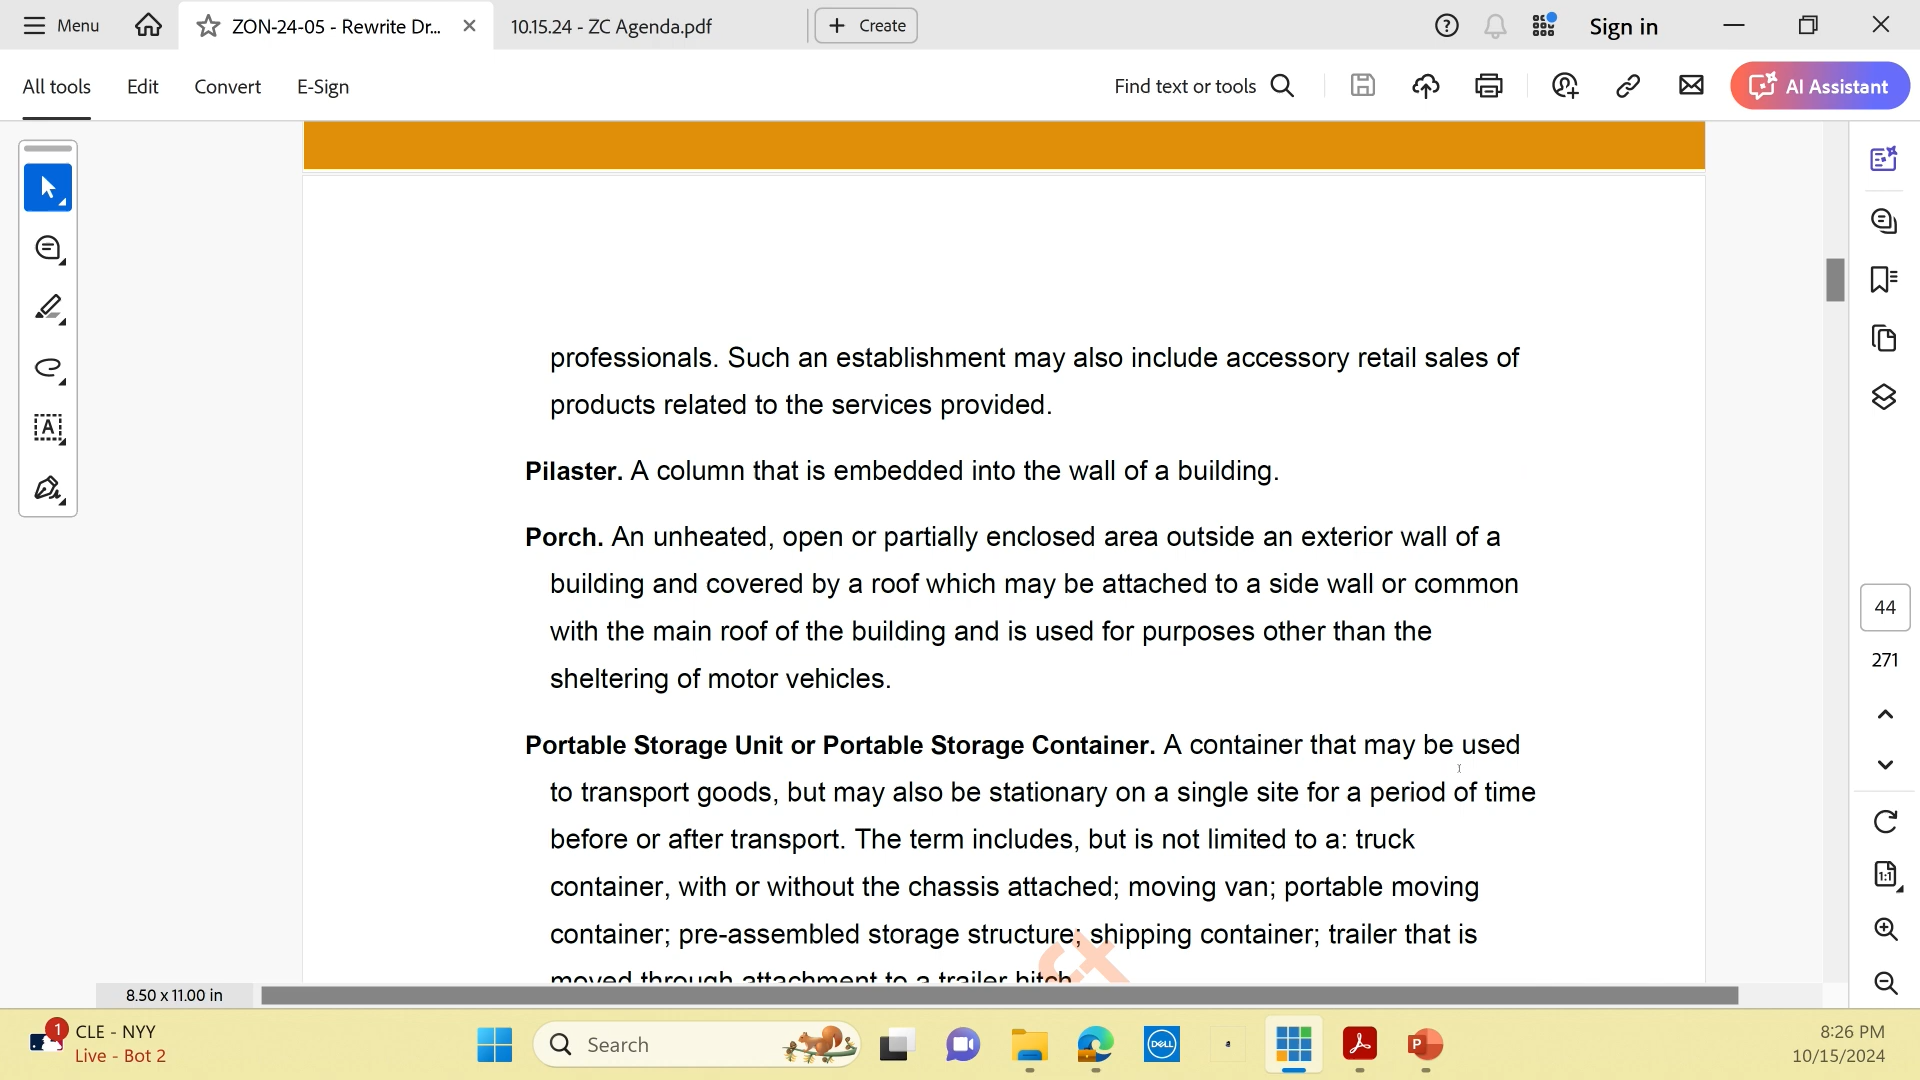 Menu
ZON-24-05 - Rewrite Dr...
10.15.24 - ZC Agenda.pdf
Create
Sign in
All tools
Edit
Convert
E-Sign
Find text or tools
AI Assistant
professionals. Such an establishment may also include accessory retail sales of
products related to the services provided.
Pilaster. A column that is embedded into the wall of a building.
Porch. An unheated, open or partially enclosed area outside an exterior wall of a
building and covered by a roof which may be attached to a side wall or common
with the main roof of the building and is used for purposes other than the
sheltering of motor vehicles.
Portable Storage Unit or Portable Storage Container. A container that may be used
to transport goods, but may also be stationary on a single site for a period of time
before or after transport. The term includes, but is not limited to a: truck
container, with or without the chassis attached; moving van; portable moving
container; pre-assembled storage structure; shipping container; trailer that is
moved through attachment to a trailer hitch
44
271
1:1
8.50 x 11.00 in
1
CLE - NYY
Live - Bot 2
Search
DELL
a
P
8:26 PM
10/15/2024